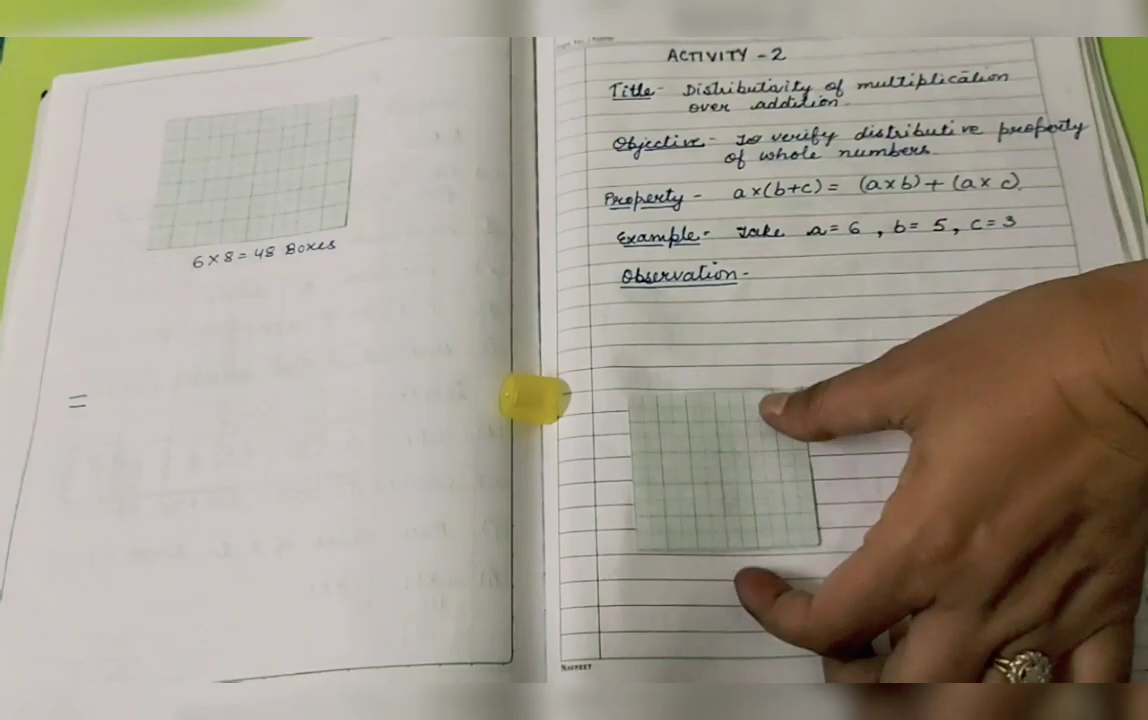 6 x 8 = 48 Boxes
=
ACTIVITY - 2
Title - Distributivity of multiplication
over addition.
Objective - To verify distributive property
of whole numbers.
Property - a x (b+c) = (a x b) + (a x c).
Example - Take a = 6 , b = 5 , c = 3
Observation -
NAVNEET